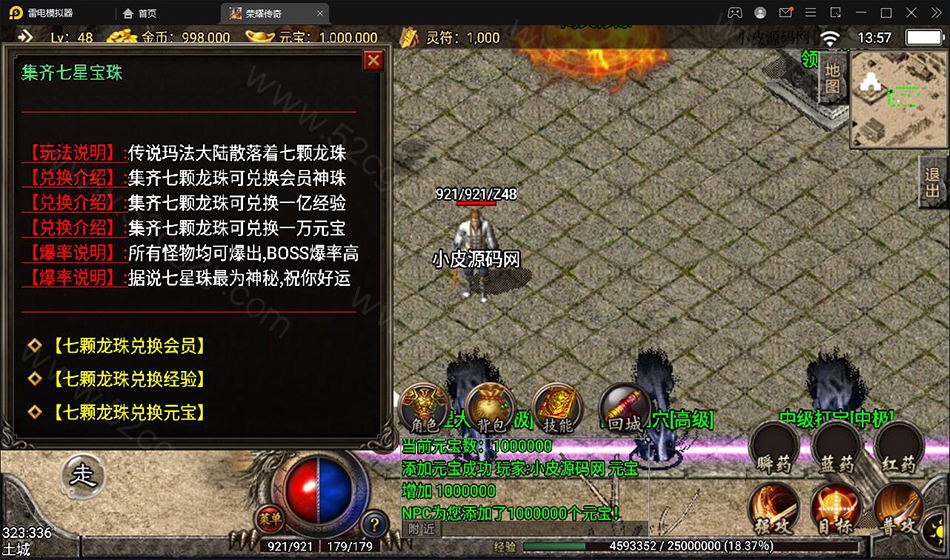 雷电模拟器 首页 荣耀传奇
Lv：48 金币：998,000 元宝：1,000,000 灵符：1,000 13:57
集齐七星宝珠
【玩法说明】:传说玛法大陆散落着七颗龙珠
【兑换介绍】:集齐七颗龙珠可兑换会员神珠
【兑换介绍】:集齐七颗龙珠可兑换一亿经验
【兑换介绍】:集齐七颗龙珠可兑换一万元宝
【爆率说明】:所有怪物均可爆出,BOSS爆率高
【爆率说明】:据说七星珠最为神秘,祝你好运
【七颗龙珠兑换会员】
【七颗龙珠兑换经验】
【七颗龙珠兑换元宝】
领
地图
退出
921/921/Z48
小皮源码网
角色 背包 技能 回城
穴[高级]
中级打宝[中极]
当前元宝数：1000000
添加元宝成功 玩家:小皮源码网 元宝
增加 1000000
NPC为您添加了1000000个元宝！
附近
瞬药 蓝药 红药
强攻 目标 普攻
走
菜单
?
323:336
土城
921/921 179/179
经验 4593352 / 25000000 (18.37%)